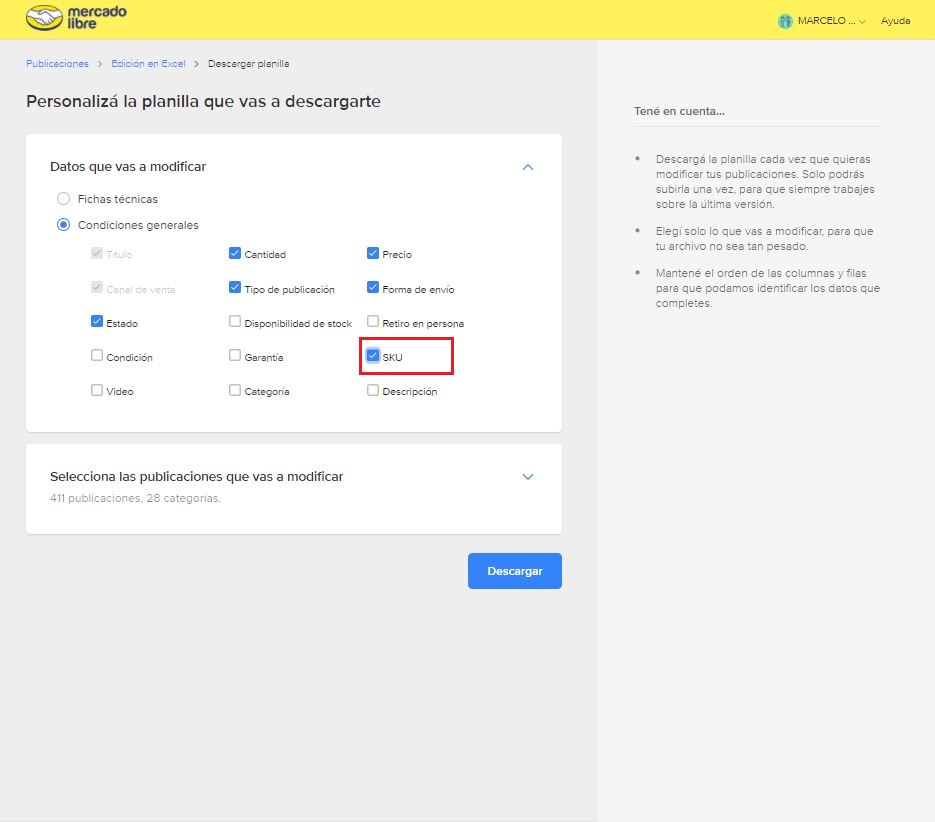 mercado
libre
MARCELO ...
Ayuda
Publicaciones > Edición en Excel > Descargar planilla
Personalizá la planilla que vas a descargarte
Datos que vas a modificar
Fichas técnicas
Condiciones generales
Título Cantidad Precio
Canal de venta Tipo de publicación Forma de envío
Estado Disponibilidad de stock Retiro en persona
Condición Garantía SKU
Video Categoría Descripción
Selecciona las publicaciones que vas a modificar
411 publicaciones, 28 categorías.
Descargar
Tené en cuenta...
Descargá la planilla cada vez que quieras
modificar tus publicaciones. Solo podrás
subirla una vez, para que siempre trabajes
sobre la última versión.
Elegí solo lo que vas a modificar, para que
tu archivo no sea tan pesado.
Mantené el orden de las columnas y filas
para que podamos identificar los datos que
completes.